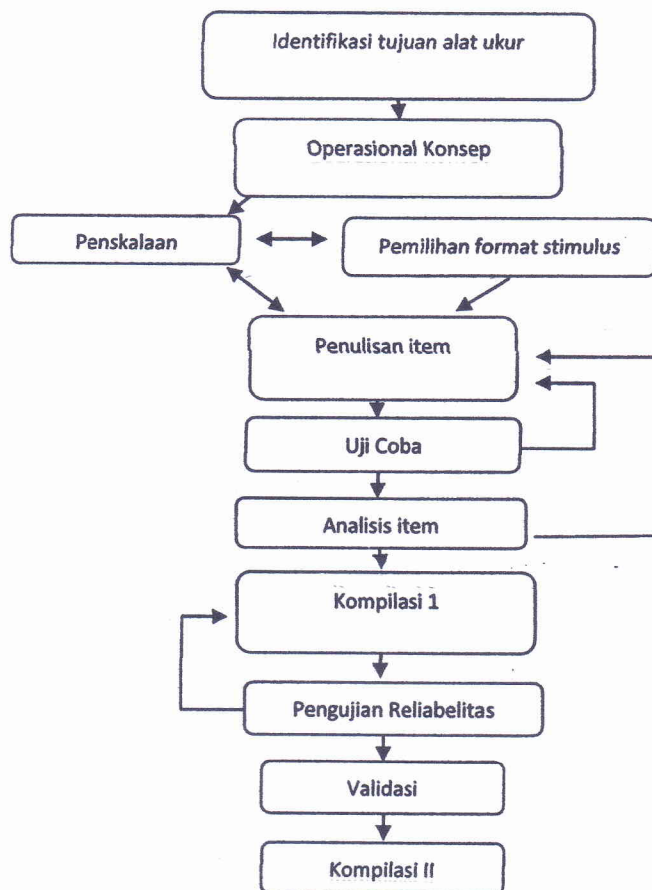 Identifikasi tujuan alat ukur
Operasional Konsep
Penskalaan
Pemilihan format stimulus
Penulisan item
Uji Coba
Analisis item
Kompilasi 1
Pengujian Reliabelitas
Validasi
Kompilasi II